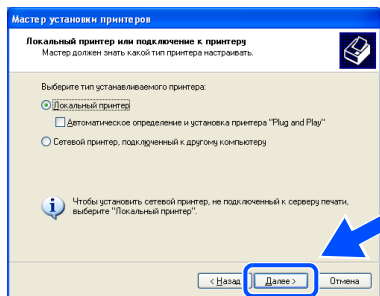 Мастер установки принтеров
Локальный принтер или подключение к принтеру
Мастер должен знать какой тип принтера настраивать.
Выберите тип устанавливаемого принтера:
Локальный принтер
Автоматическое определение и установка принтера "Plug and Play"
Сетевой принтер, подключенный к другому компьютеру
Чтобы установить сетевой принтер, не подключенный к серверу печати,
выберите "Локальный принтер".
< Назад Далее > Отмена